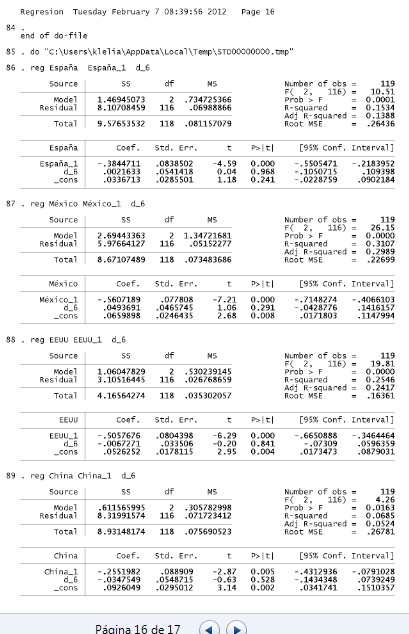 Regresion Tuesday February 7 08:39:56 2012 Page 16
84 .
end of do-file
85 . do "C:\Users\klelia\AppData\Local\Temp\STD00000000.tmp"
86 . reg España España_1 d_6
Source SS df MS Number of obs = 119
F( 2, 116) = 10.51
Model 1.46945073 2 .734725366 Prob > F = 0.0001
Residual 8.10708459 116 .06988866 R-squared = 0.1534
Adj R-squared = 0.1388
Total 9.57653532 118 .081157079 Root MSE = .26436
España Coef. Std. Err. t P>|t| [95% Conf. Interval]
España_1 -.3844711 .0838502 -4.59 0.000 -.5505471 -.2183952
d_6 .0021633 .0541418 0.04 0.968 -.1050715 .109398
_cons .0336713 .0285501 1.18 0.241 -.0228759 .0902184
87 . reg México México_1 d_6
Source SS df MS Number of obs = 119
F( 2, 116) = 26.15
Model 2.69443363 2 1.34721681 Prob > F = 0.0000
Residual 5.97664127 116 .05152277 R-squared = 0.3107
Adj R-squared = 0.2989
Total 8.67107489 118 .073483686 Root MSE = .22699
México Coef. Std. Err. t P>|t| [95% Conf. Interval]
México_1 -.5607189 .077808 -7.21 0.000 -.7148274 -.4066103
d_6 .0493691 .0465745 1.06 0.291 -.0428776 .1416157
_cons .0659898 .0246435 2.68 0.008 .0171803 .1147994
88 . reg EEUU EEUU_1 d_6
Source SS df MS Number of obs = 119
F( 2, 116) = 19.81
Model 1.06047829 2 .530239145 Prob > F = 0.0000
Residual 3.10516445 116 .026768659 R-squared = 0.2546
Adj R-squared = 0.2417
Total 4.16564274 118 .035302057 Root MSE = .16361
EEUU Coef. Std. Err. t P>|t| [95% Conf. Interval]
EEUU_1 -.5057676 .0804398 -6.29 0.000 -.6650888 -.3464464
d_6 -.0067271 .033506 -0.20 0.841 -.07309 .0596359
_cons .0526252 .0178115 2.95 0.004 .0173473 .0879031
89 . reg China China_1 d_6
Source SS df MS Number of obs = 119
F( 2, 116) = 4.26
Model .611565995 2 .305782998 Prob > F = 0.0163
Residual 8.31991574 116 .071723412 R-squared = 0.0685
Adj R-squared = 0.0524
Total 8.93148174 118 .075690523 Root MSE = .26781
China Coef. Std. Err. t P>|t| [95% Conf. Interval]
China_1 -.2551982 .088909 -2.87 0.005 -.4312936 -.0791028
d_6 -.0347549 .0548715 -0.63 0.528 -.1434348 .0739249
_cons .0926049 .0295012 3.14 0.002 .0341741 .1510357
Página 16 de 17